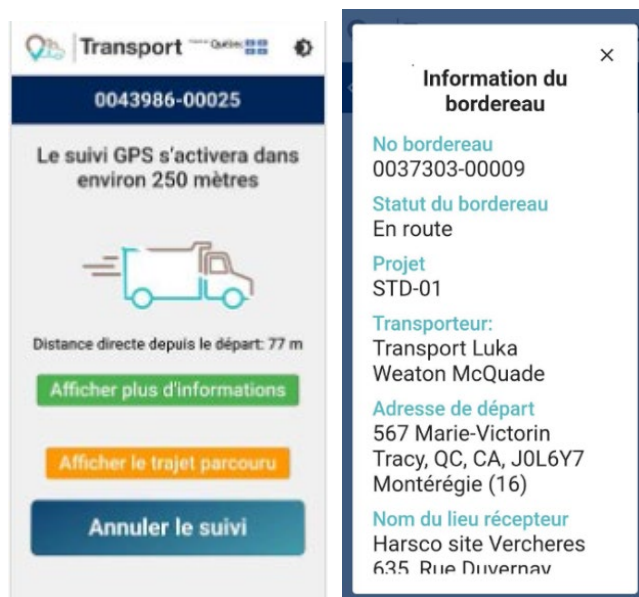 Transport Québec
0043986-00025
Le suivi GPS s'activera dans
environ 250 mètres
Distance directe depuis le départ: 77 m
Afficher plus d'informations
Afficher le trajet parcouru
Annuler le suivi
Information du
bordereau
No bordereau
0037303-00009
Statut du bordereau
En route
Projet
STD-01
Transporteur:
Transport Luka
Weaton McQuade
Adresse de départ
567 Marie-Victorin
Tracy, QC, CA, J0L6Y7
Montérégie (16)
Nom du lieu récepteur
Harsco site Vercheres
635, Rue Duvernay